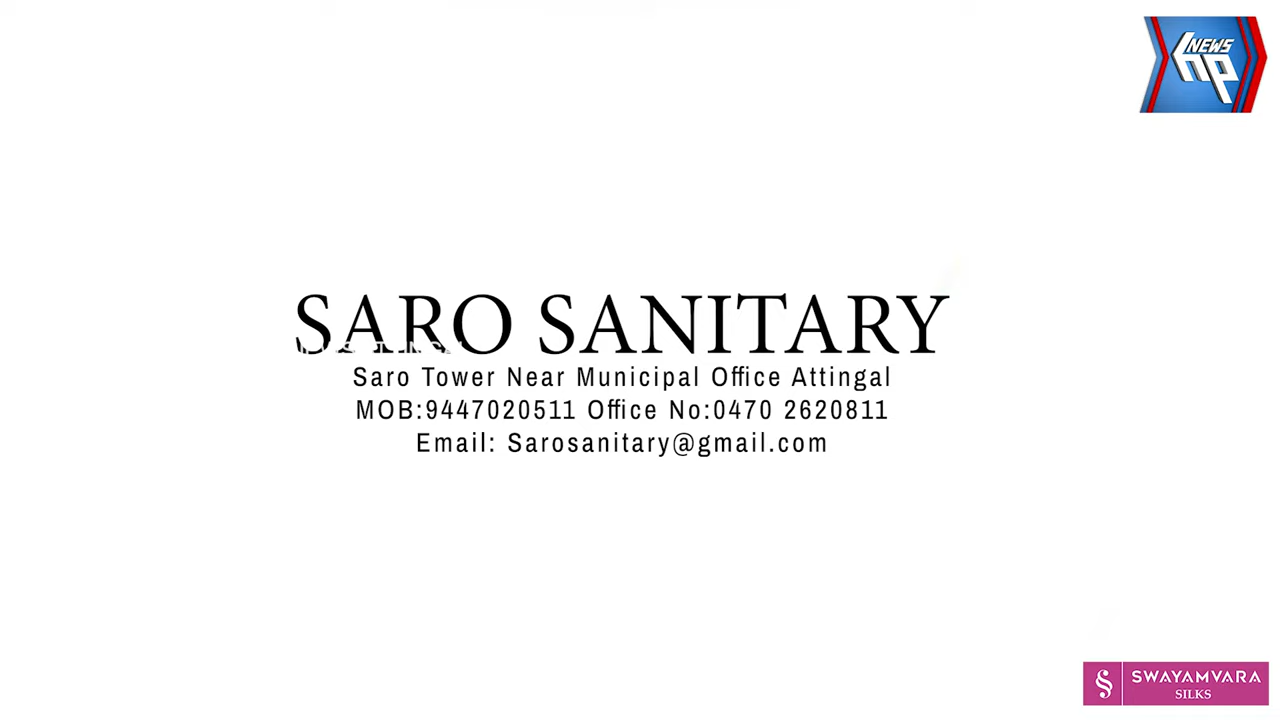 NEWS
SARO SANITARY
Saro Tower Near Municipal Office Attingal
MOB:9447020511 Office No:0470 2620811
Email: Sarosanitary@gmail.com
SWAYAMVARA
SILKS